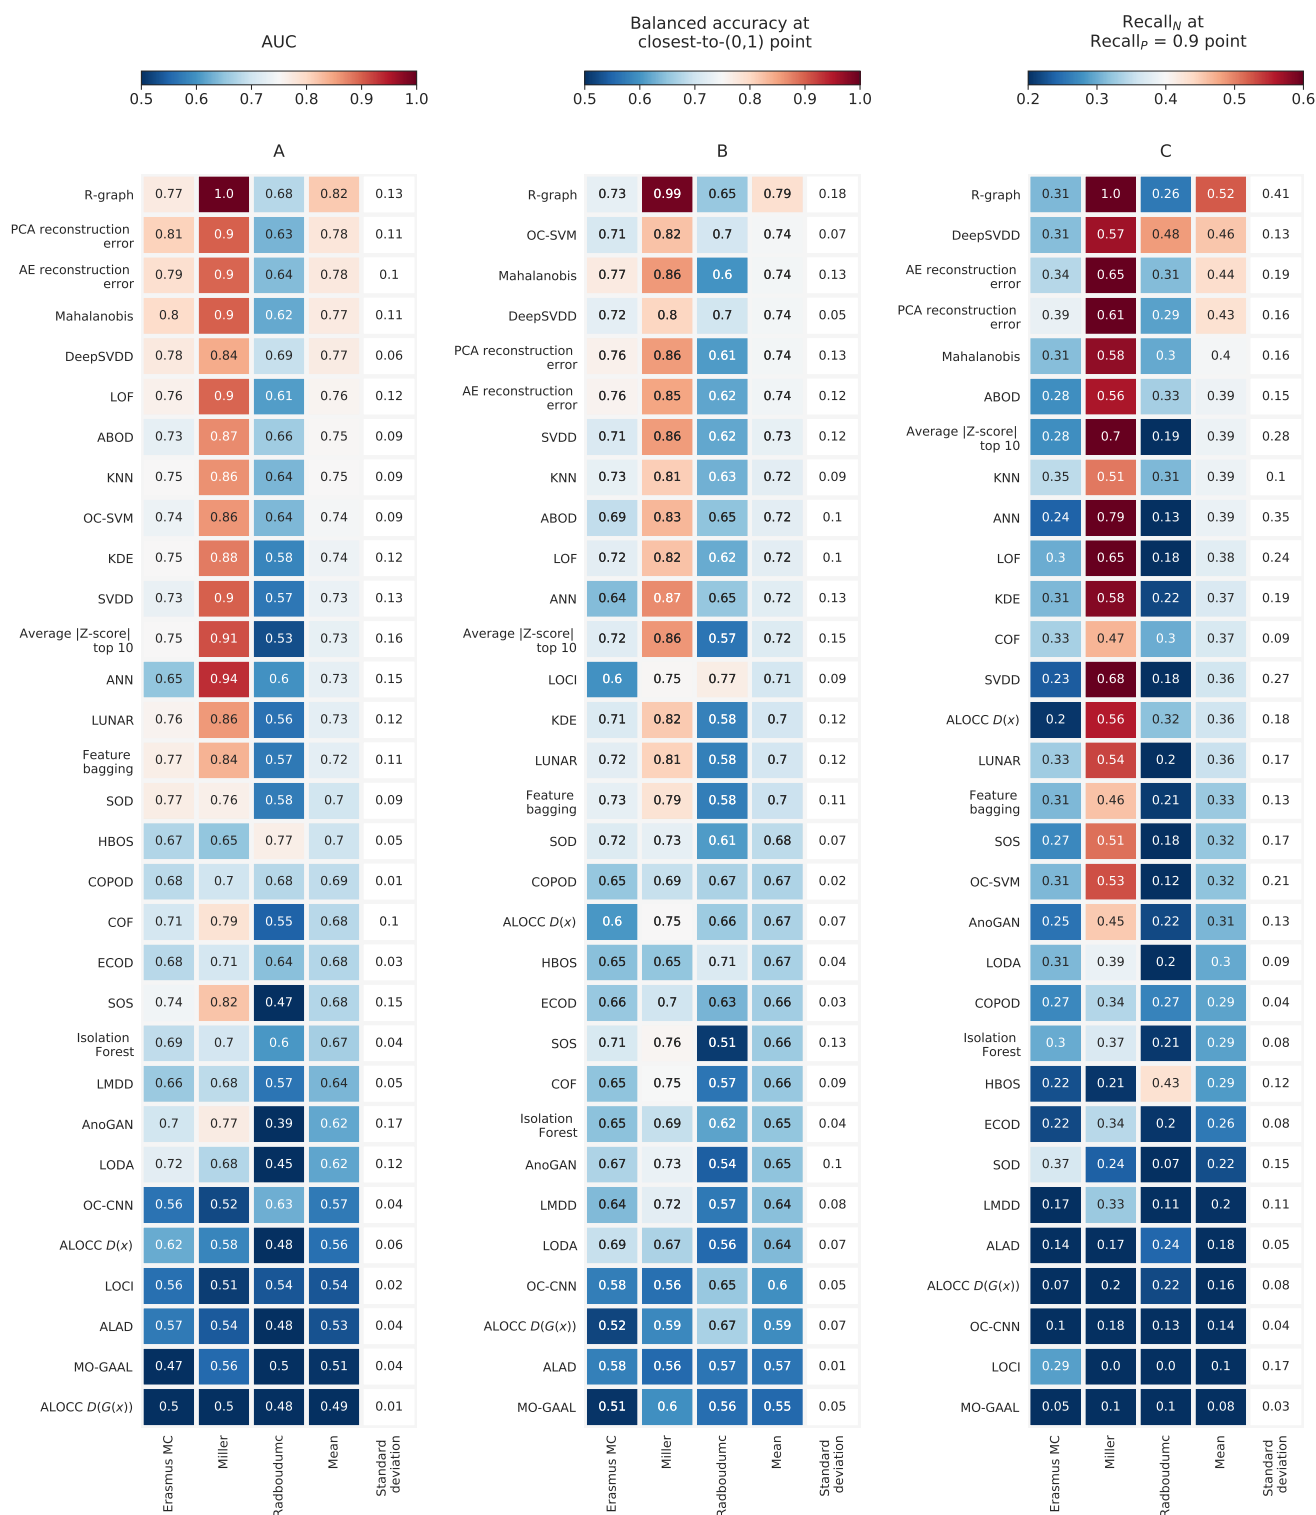 AUC
0.5 0.6 0.7 0.8 0.9 1.0
A
R-graph 0.77 1.0 0.68 0.82 0.13
PCA reconstruction
error 0.81 0.9 0.63 0.78 0.11
AE reconstruction
error 0.79 0.9 0.64 0.78 0.1
Mahalanobis 0.8 0.9 0.62 0.77 0.11
DeepSVDD 0.78 0.84 0.69 0.77 0.06
LOF 0.76 0.9 0.61 0.76 0.12
ABOD 0.73 0.87 0.66 0.75 0.09
KNN 0.75 0.86 0.64 0.75 0.09
OC-SVM 0.74 0.86 0.64 0.74 0.09
KDE 0.75 0.88 0.58 0.74 0.12
SVDD 0.73 0.9 0.57 0.73 0.13
Average |Z-score|
top 10 0.75 0.91 0.53 0.73 0.16
ANN 0.65 0.94 0.6 0.73 0.15
LUNAR 0.76 0.86 0.56 0.73 0.12
Feature
bagging 0.77 0.84 0.57 0.72 0.11
SOD 0.77 0.76 0.58 0.7 0.09
HBOS 0.67 0.65 0.77 0.7 0.05
COPOD 0.68 0.7 0.68 0.69 0.01
COF 0.71 0.79 0.55 0.68 0.1
ECOD 0.68 0.71 0.64 0.68 0.03
SOS 0.74 0.82 0.47 0.68 0.15
Isolation
Forest 0.69 0.7 0.6 0.67 0.04
LMDD 0.66 0.68 0.57 0.64 0.05
AnoGAN 0.7 0.77 0.39 0.62 0.17
LODA 0.72 0.68 0.45 0.62 0.12
OC-CNN 0.56 0.52 0.63 0.57 0.04
ALOCC D(x) 0.62 0.58 0.48 0.56 0.06
LOCI 0.56 0.51 0.54 0.54 0.02
ALAD 0.57 0.54 0.48 0.53 0.04
MO-GAAL 0.47 0.56 0.5 0.51 0.04
ALOCC D(G(x)) 0.5 0.5 0.48 0.49 0.01
Erasmus MC
Miller
Radboudumc
Mean
Standard
deviation
Balanced accuracy at
closest-to-(0,1) point
0.5 0.6 0.7 0.8 0.9 1.0
B
R-graph 0.73 0.99 0.65 0.79 0.18
OC-SVM 0.71 0.82 0.7 0.74 0.07
Mahalanobis 0.77 0.86 0.6 0.74 0.13
DeepSVDD 0.72 0.8 0.7 0.74 0.05
PCA reconstruction
error 0.76 0.86 0.61 0.74 0.13
AE reconstruction
error 0.76 0.85 0.62 0.74 0.12
SVDD 0.71 0.86 0.62 0.73 0.12
KNN 0.73 0.81 0.63 0.72 0.09
ABOD 0.69 0.83 0.65 0.72 0.1
LOF 0.72 0.82 0.62 0.72 0.1
ANN 0.64 0.87 0.65 0.72 0.13
Average |Z-score|
top 10 0.72 0.86 0.57 0.72 0.15
LOCI 0.6 0.75 0.77 0.71 0.09
KDE 0.71 0.82 0.58 0.7 0.12
LUNAR 0.72 0.81 0.58 0.7 0.12
Feature
bagging 0.73 0.79 0.58 0.7 0.11
SOD 0.72 0.73 0.61 0.68 0.07
COPOD 0.65 0.69 0.67 0.67 0.02
ALOCC D(x) 0.6 0.75 0.66 0.67 0.07
HBOS 0.65 0.65 0.71 0.67 0.04
ECOD 0.66 0.7 0.63 0.66 0.03
SOS 0.71 0.76 0.51 0.66 0.13
COF 0.65 0.75 0.57 0.66 0.09
Isolation
Forest 0.65 0.69 0.62 0.65 0.04
AnoGAN 0.67 0.73 0.54 0.65 0.1
LMDD 0.64 0.72 0.57 0.64 0.08
LODA 0.69 0.67 0.56 0.64 0.07
OC-CNN 0.58 0.56 0.65 0.6 0.05
ALOCC D(G(x)) 0.52 0.59 0.67 0.59 0.07
ALAD 0.58 0.56 0.57 0.57 0.01
MO-GAAL 0.51 0.6 0.56 0.55 0.05
Erasmus MC
Miller
Radboudumc
Mean
Standard
deviation
Recall_N at
Recall_P = 0.9 point
0.2 0.3 0.4 0.5 0.6
C
R-graph 0.31 1.0 0.26 0.52 0.41
DeepSVDD 0.31 0.57 0.48 0.46 0.13
AE reconstruction
error 0.34 0.65 0.31 0.44 0.19
PCA reconstruction
error 0.39 0.61 0.29 0.43 0.16
Mahalanobis 0.31 0.58 0.3 0.4 0.16
ABOD 0.28 0.56 0.33 0.39 0.15
Average |Z-score|
top 10 0.28 0.7 0.19 0.39 0.28
KNN 0.35 0.51 0.31 0.39 0.1
ANN 0.24 0.79 0.13 0.39 0.35
LOF 0.3 0.65 0.18 0.38 0.24
KDE 0.31 0.58 0.22 0.37 0.19
COF 0.33 0.47 0.3 0.37 0.09
SVDD 0.23 0.68 0.18 0.36 0.27
ALOCC D(x) 0.2 0.56 0.32 0.36 0.18
LUNAR 0.33 0.54 0.2 0.36 0.17
Feature
bagging 0.31 0.46 0.21 0.33 0.13
SOS 0.27 0.51 0.18 0.32 0.17
OC-SVM 0.31 0.53 0.12 0.32 0.21
AnoGAN 0.25 0.45 0.22 0.31 0.13
LODA 0.31 0.39 0.2 0.3 0.09
COPOD 0.27 0.34 0.27 0.29 0.04
Isolation
Forest 0.3 0.37 0.21 0.29 0.08
HBOS 0.22 0.21 0.43 0.29 0.12
ECOD 0.22 0.34 0.2 0.26 0.08
SOD 0.37 0.24 0.07 0.22 0.15
LMDD 0.17 0.33 0.11 0.2 0.11
ALAD 0.14 0.17 0.24 0.18 0.05
ALOCC D(G(x)) 0.07 0.2 0.22 0.16 0.08
OC-CNN 0.1 0.18 0.13 0.14 0.04
LOCI 0.29 0.0 0.0 0.1 0.17
MO-GAAL 0.05 0.1 0.1 0.08 0.03
Erasmus MC
Miller
Radboudumc
Mean
Standard
deviation